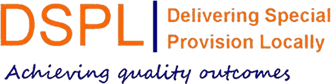 DSPL
Delivering Special
Provision Locally
Achieving quality outcomes